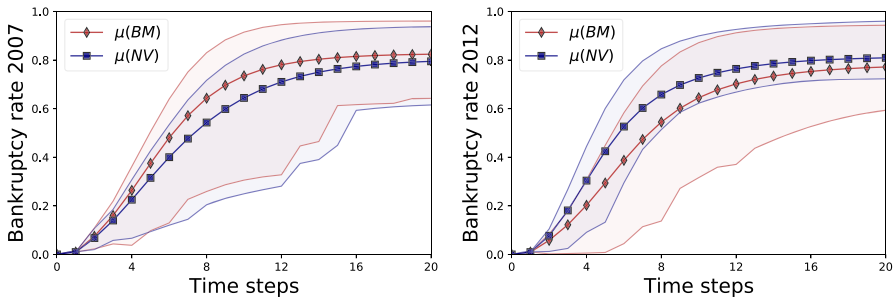 Bankruptcy rate 2007
1.0
0.8
0.6
0.4
0.2
0.0
μ(BM)
μ(NV)
0 4 8 12 16 20
Time steps
Bankruptcy rate 2012
1.0
0.8
0.6
0.4
0.2
0.0
μ(BM)
μ(NV)
0 4 8 12 16 20
Time steps